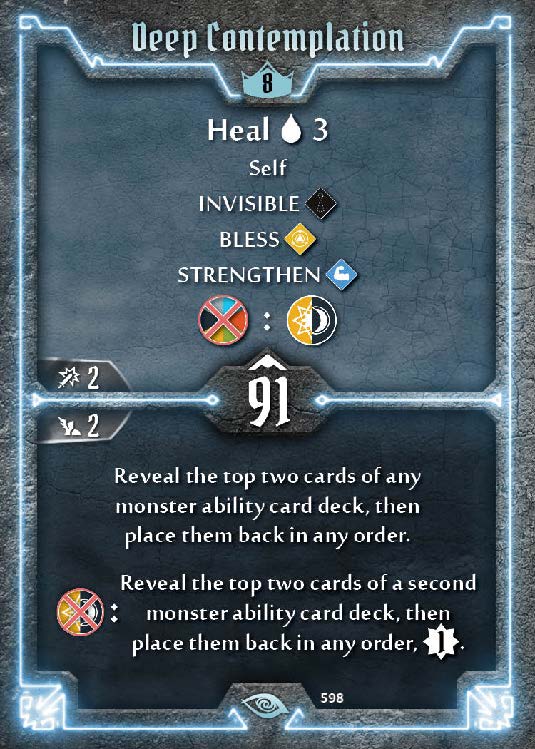 Deep Contemplation
8
Heal 3
Self
INVISIBLE
BLESS
STRENGTHEN
:
2
91
2
Reveal the top two cards of any
monster ability card deck, then
place them back in any order.
Reveal the top two cards of a second
: monster ability card deck, then
place them back in any order, 1.
598